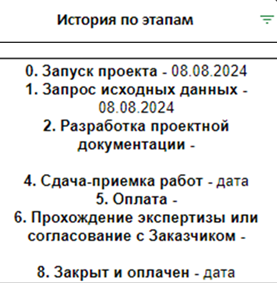 История по этапам
0. Запуск проекта - 08.08.2024
1. Запрос исходных данных -
08.08.2024
2. Разработка проектной
документации -
4. Сдача-приемка работ - дата
5. Оплата -
6. Прохождение экспертизы или
согласование с Заказчиком -
8. Закрыт и оплачен - дата